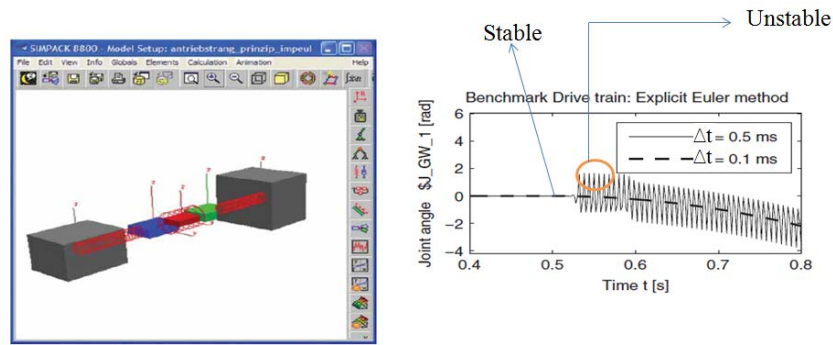 SIMPACK 8800 - Model Setup: antriebstrang_prinzip_impeul
File Edit View Info Globals Elements Calculation Animation Help
Stable
Unstable
Benchmark Drive train: Explicit Euler method
Joint angle $J_GW_1 [rad]
6
4
2
0
−2
−4
Δt = 0.5 ms
Δt = 0.1 ms
0.4 0.5 0.6 0.7 0.8
Time t [s]